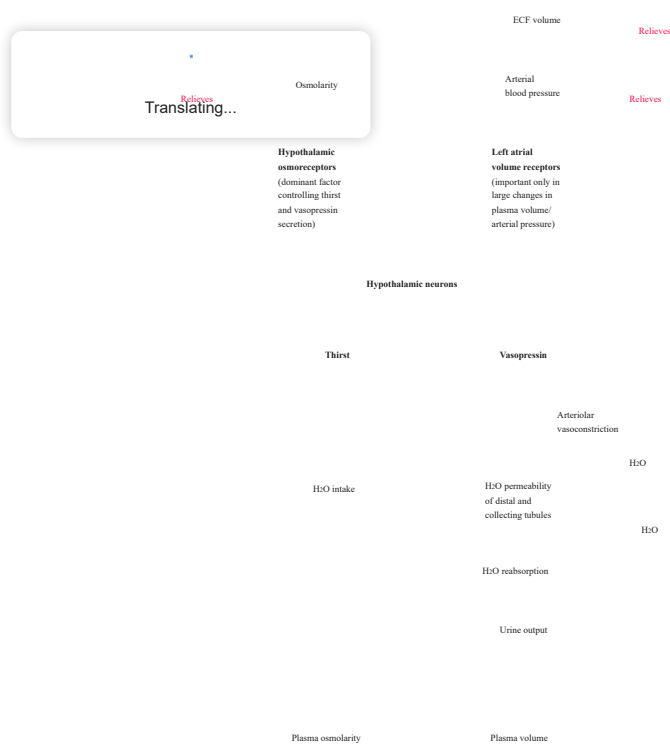 ECF volume
Relieves
Osmolarity
Arterial
blood pressure
Relieves
Relieves
Translating...
Hypothalamic
osmoreceptors
(dominant factor
controlling thirst
and vasopressin
secretion)
Left atrial
volume receptors
(important only in
large changes in
plasma volume/
arterial pressure)
Hypothalamic neurons
Thirst
Vasopressin
Arteriolar
vasoconstriction
H2O
H2O intake
H2O permeability
of distal and
collecting tubules
H2O
H2O reabsorption
Urine output
Plasma osmolarity
Plasma volume